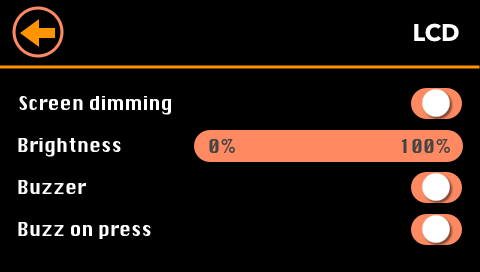 LCD
Screen dimming
Brightness 0% 100%
Buzzer
Buzz on press